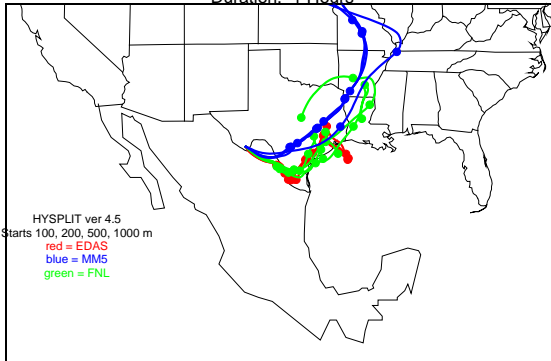 HYSPLIT ver 4.5
Starts 100, 200, 500, 1000 m
red = EDAS
blue = MM5
green = FNL